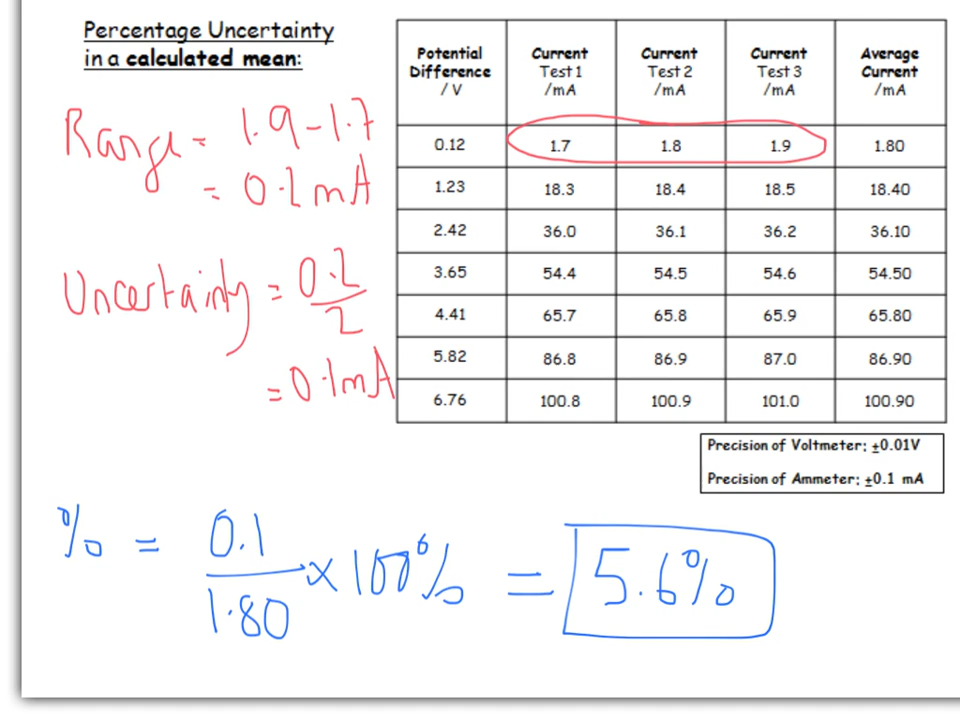 Percentage Uncertainty
in a calculated mean:
Range = 1.9 - 1.7
= 0.2 mA
Uncertainty = 0.2
2
= 0.1 mA
Potential Difference / V | Current Test 1 /mA | Current Test 2 /mA | Current Test 3 /mA | Average Current /mA
0.12 1.7 1.8 1.9 1.80
1.23 18.3 18.4 18.5 18.40
2.42 36.0 36.1 36.2 36.10
3.65 54.4 54.5 54.6 54.50
4.41 65.7 65.8 65.9 65.80
5.82 86.8 86.9 87.0 86.90
6.76 100.8 100.9 101.0 100.90
Precision of Voltmeter: ±0.01V
Precision of Ammeter: ±0.1 mA
% = 0.1
1.80
× 100% = 5.6%